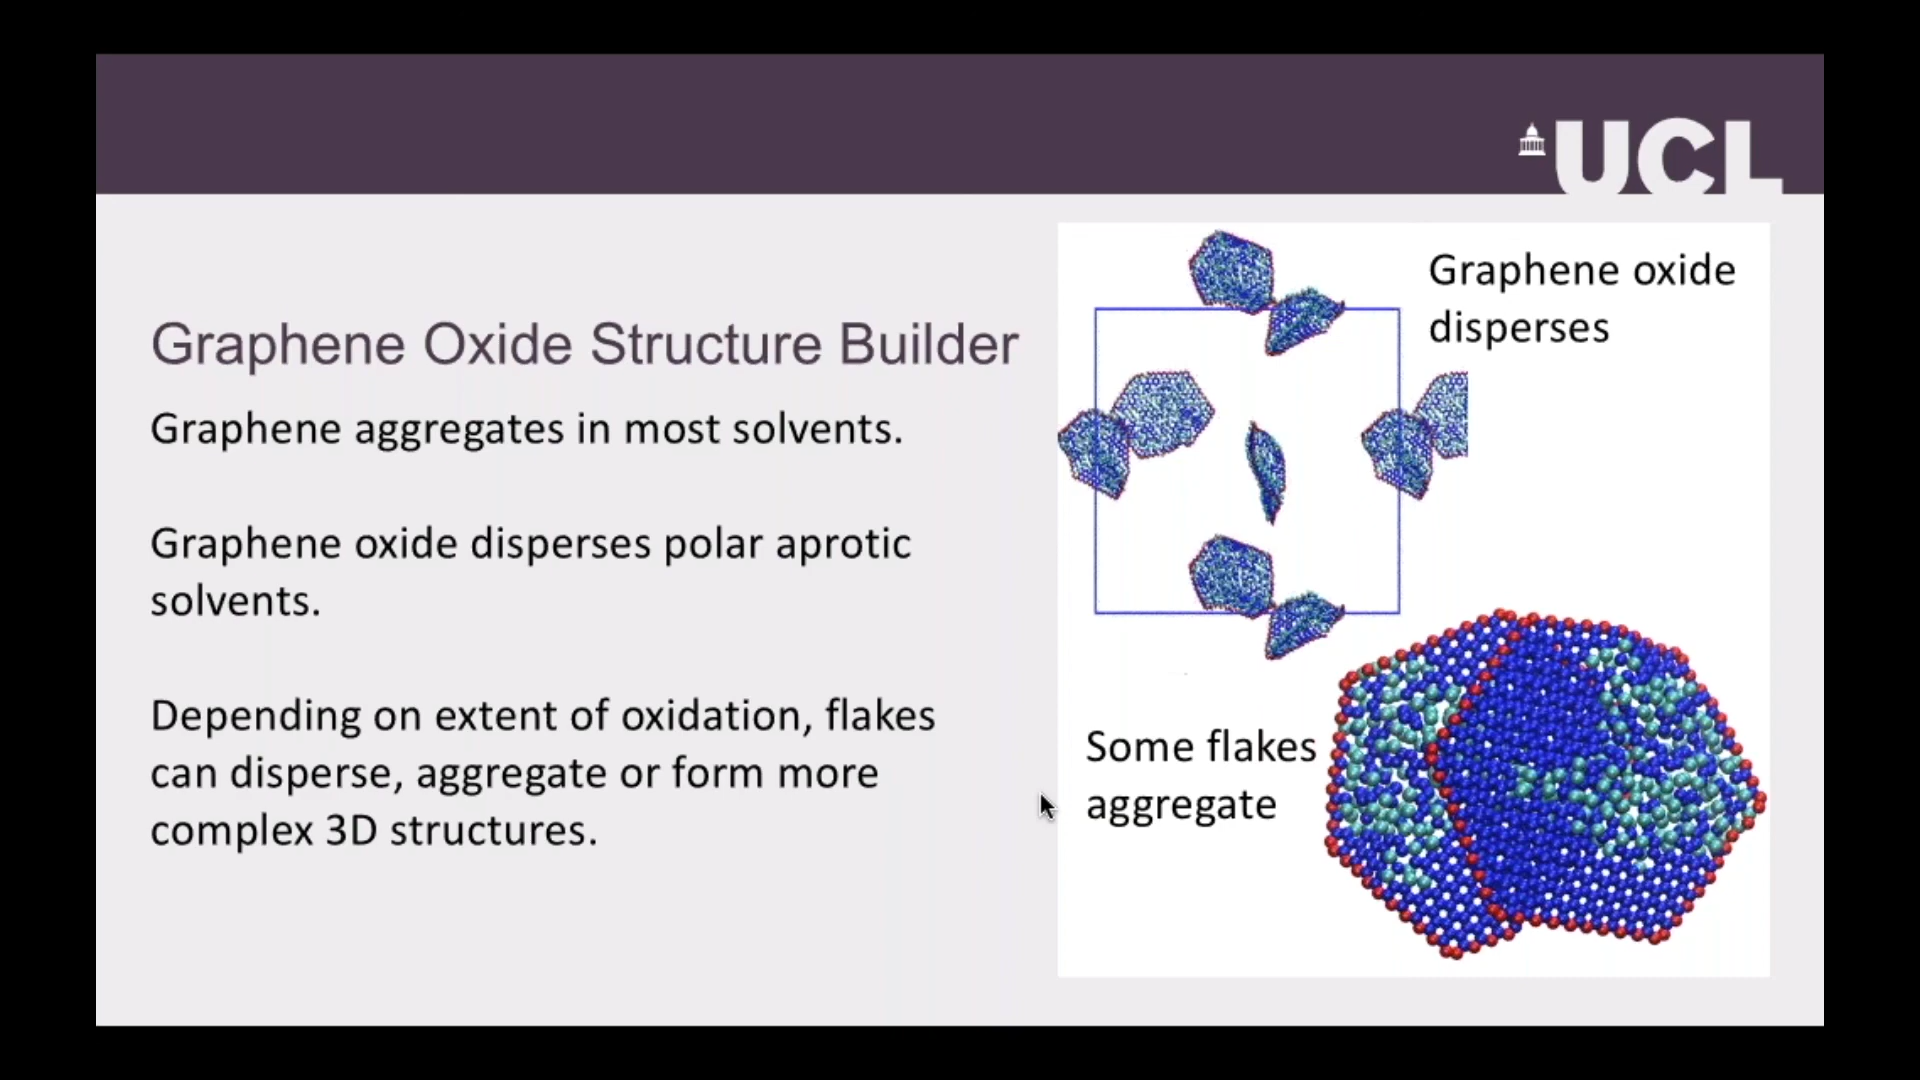 UCL
Graphene Oxide Structure Builder
Graphene aggregates in most solvents.
Graphene oxide disperses polar aprotic
solvents.
Depending on extent of oxidation, flakes
can disperse, aggregate or form more
complex 3D structures.
Graphene oxide
disperses
Some flakes
aggregate